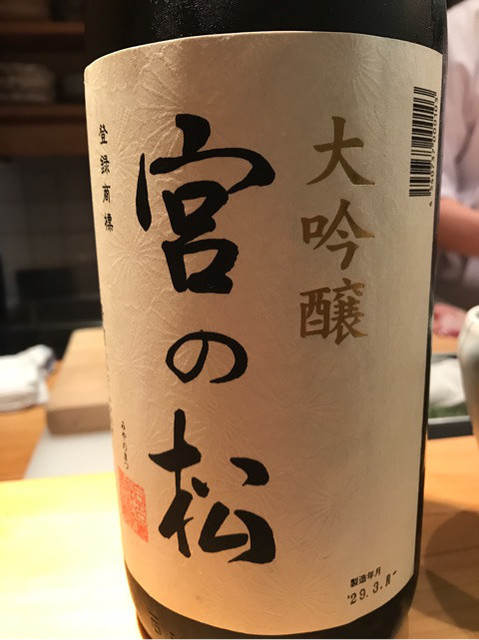 大吟醸
宮の松
登録商標
みやのまつ
製造年月
'29.3.